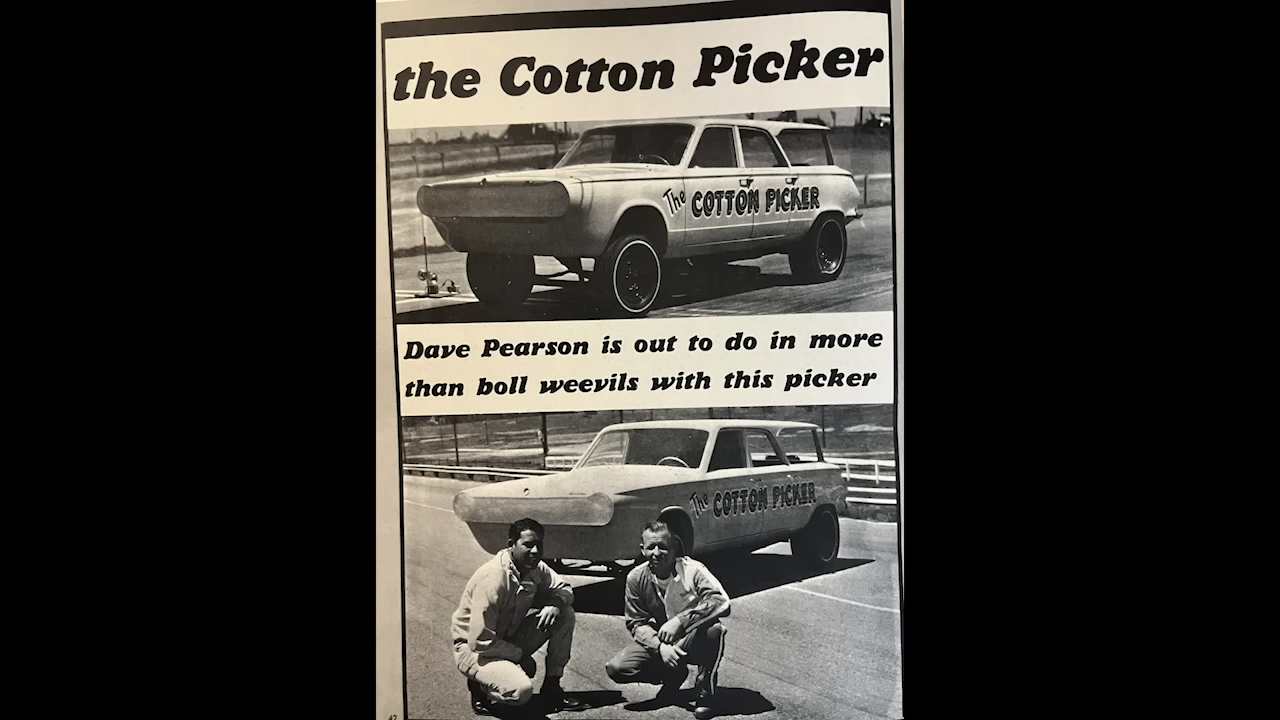 the Cotton Picker
The COTTON PICKER
Dave Pearson is out to do in more
than boll weevils with this picker
The COTTON PICKER
42